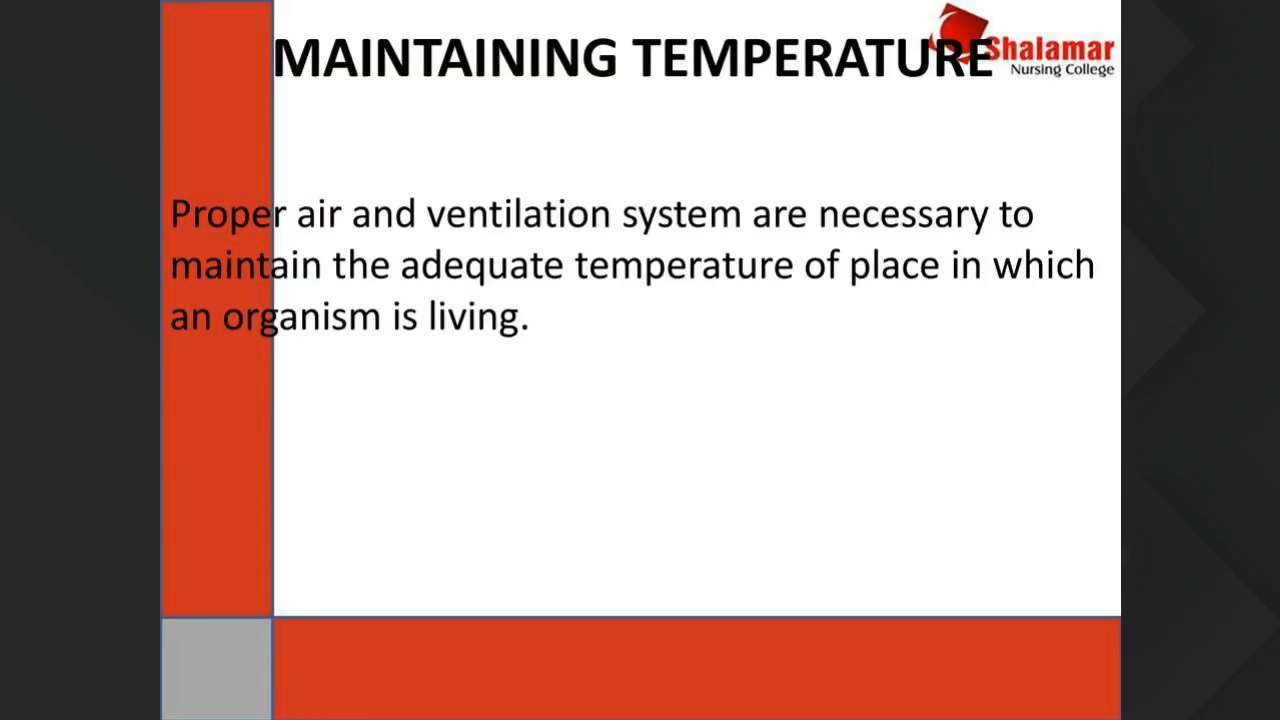 MAINTAINING TEMPERATURE
Shalamar
Nursing College
Proper air and ventilation system are necessary to
maintain the adequate temperature of place in which
an organism is living.